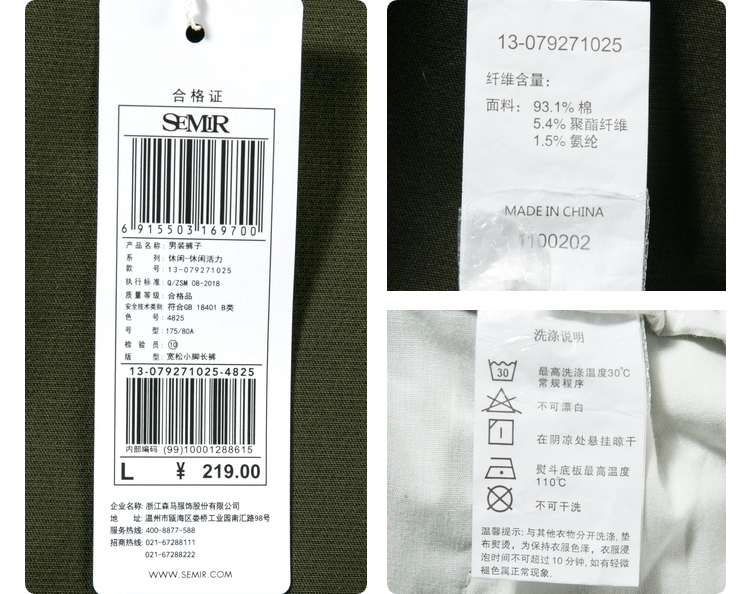 合格证
SEMIR
6 915503 169700
产品名称: 男装裤子
系 列: 休闲-休闲活力
款 号: 13-079271025
执行标准: Q/ZSM 08-2018
质量等级: 合格品
安全技术类别 符合GB 18401 B类
色 号: 4825
号 型: 175/80A
检 验 员: ⑩
版 型: 宽松小脚长裤
13-079271025-4825
内部编码 (99)10001288615
L ¥ 219.00
企业名称: 浙江森马服饰股份有限公司
地 址: 温州市瓯海区娄桥工业园南汇路98号
服务热线: 400-8877-588
招商热线: 021-67288111
021-67288222
WWW.SEMIR.COM
13-079271025
纤维含量:
面料: 93.1% 棉
5.4% 聚酯纤维
1.5% 氨纶
MADE IN CHINA
1100202
洗涤说明
30
最高洗涤温度30℃
常规程序
不可漂白
在阴凉处悬挂晾干
熨斗底板最高温度
110℃
不可干洗
温馨提示: 与其他衣物分开洗涤, 垫
布熨烫, 为保持衣服色泽, 衣服浸
泡时间不可超过10分钟, 如有轻微
褪色属正常现象.